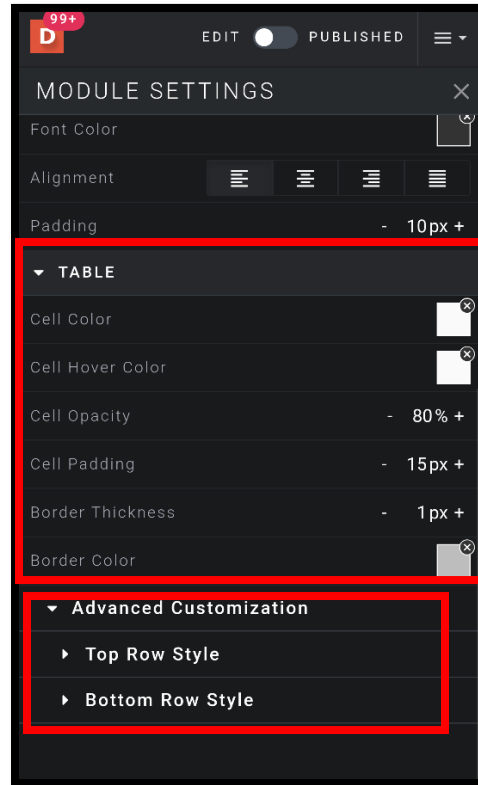 99+
D
EDIT PUBLISHED
MODULE SETTINGS
Font Color
Alignment
Padding - 10px +
TABLE
Cell Color
Cell Hover Color
Cell Opacity - 80% +
Cell Padding - 15px +
Border Thickness - 1px +
Border Color
Advanced Customization
Top Row Style
Bottom Row Style